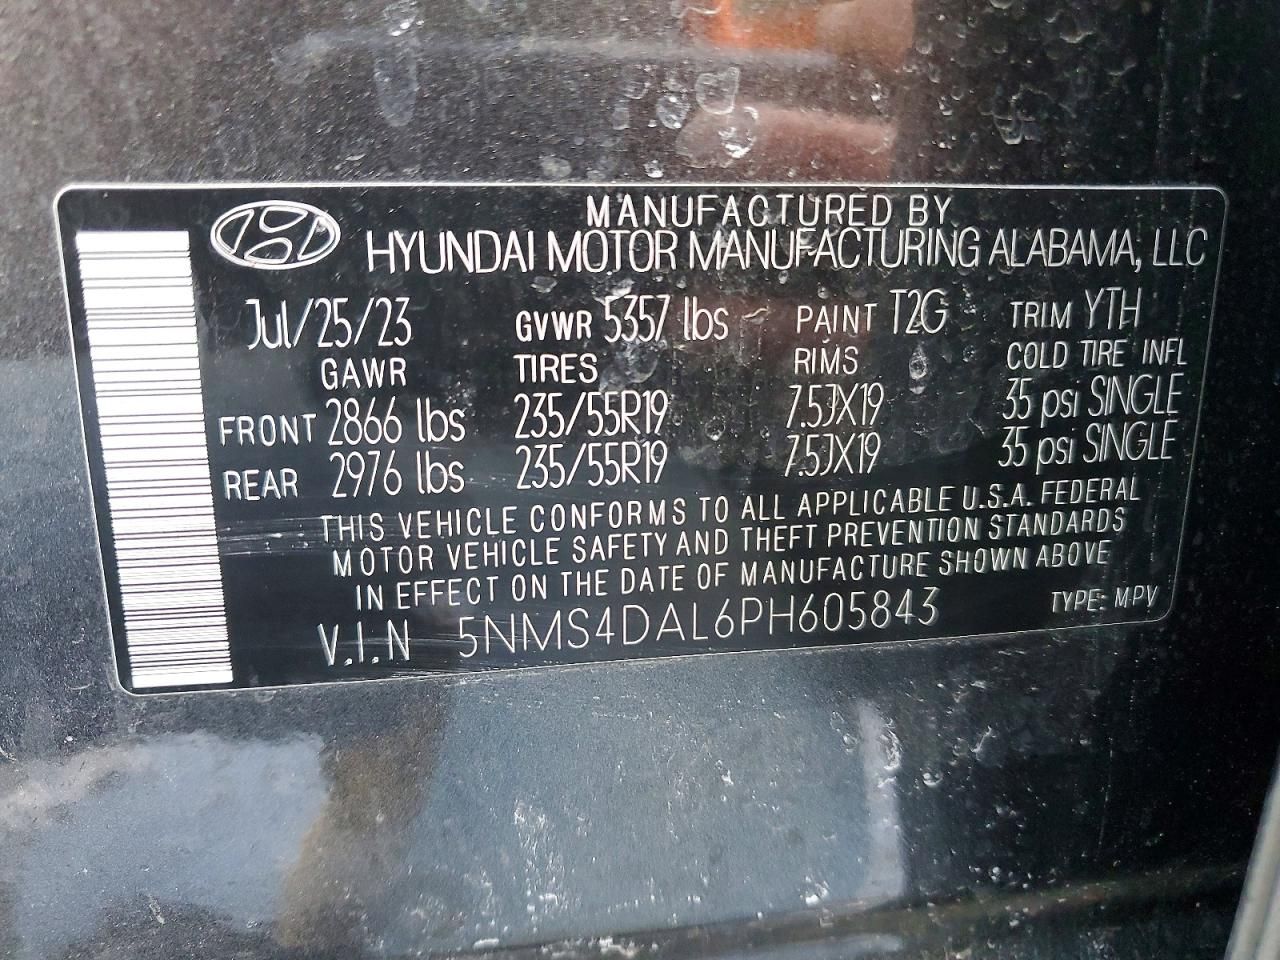 MANUFACTURED BY
HYUNDAI MOTOR MANUFACTURING ALABAMA, LLC
Jul/25/23 GVWR 5357 lbs PAINT T2G TRIM YTH
GAWR TIRES RIMS COLD TIRE INFL
FRONT 2866 lbs 235/55R19 7.5JX19 35 psi SINGLE
REAR 2976 lbs 235/55R19 7.5JX19 35 psi SINGLE
THIS VEHICLE CONFORMS TO ALL APPLICABLE U.S.A. FEDERAL
MOTOR VEHICLE SAFETY AND THEFT PREVENTION STANDARDS
IN EFFECT ON THE DATE OF MANUFACTURE SHOWN ABOVE
V.I.N 5NMS4DAL6PH605843 TYPE: MPV